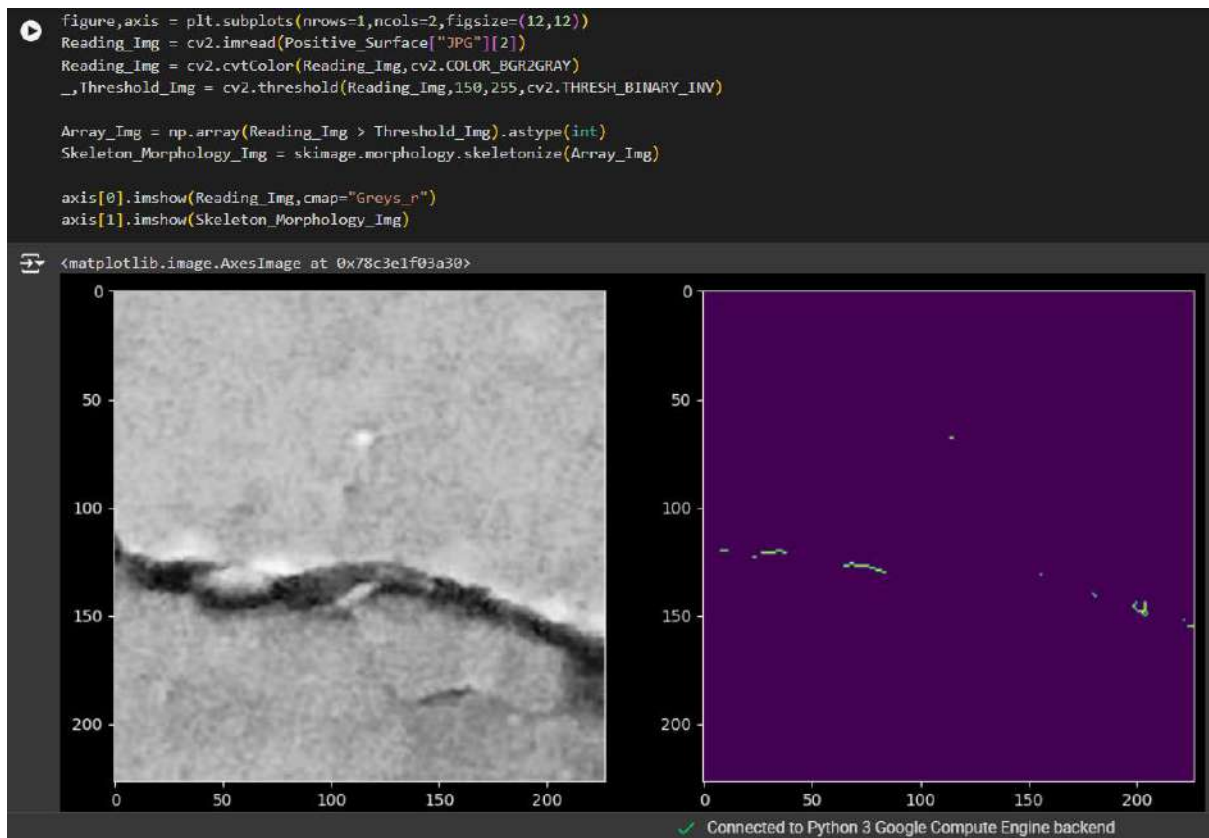 figure,axis = plt.subplots(nrows=1,ncols=2,figsize=(12,12))
Reading_Img = cv2.imread(Positive_Surface["JPG"][2])
Reading_Img = cv2.cvtColor(Reading_Img,cv2.COLOR_BGR2GRAY)
_,Threshold_Img = cv2.threshold(Reading_Img,150,255,cv2.THRESH_BINARY_INV)
Array_Img = np.array(Reading_Img > Threshold_Img).astype(int)
Skeleton_Morphology_Img = skimage.morphology.skeletonize(Array_Img)
axis[0].imshow(Reading_Img,cmap="Greys_r")
axis[1].imshow(Skeleton_Morphology_Img)
<matplotlib.image.AxesImage at 0x78c3e1f03a30>
0
50
100
150
200
0 50 100 150 200
0
50
100
150
200
0 50 100 150 200
Connected to Python 3 Google Compute Engine backend